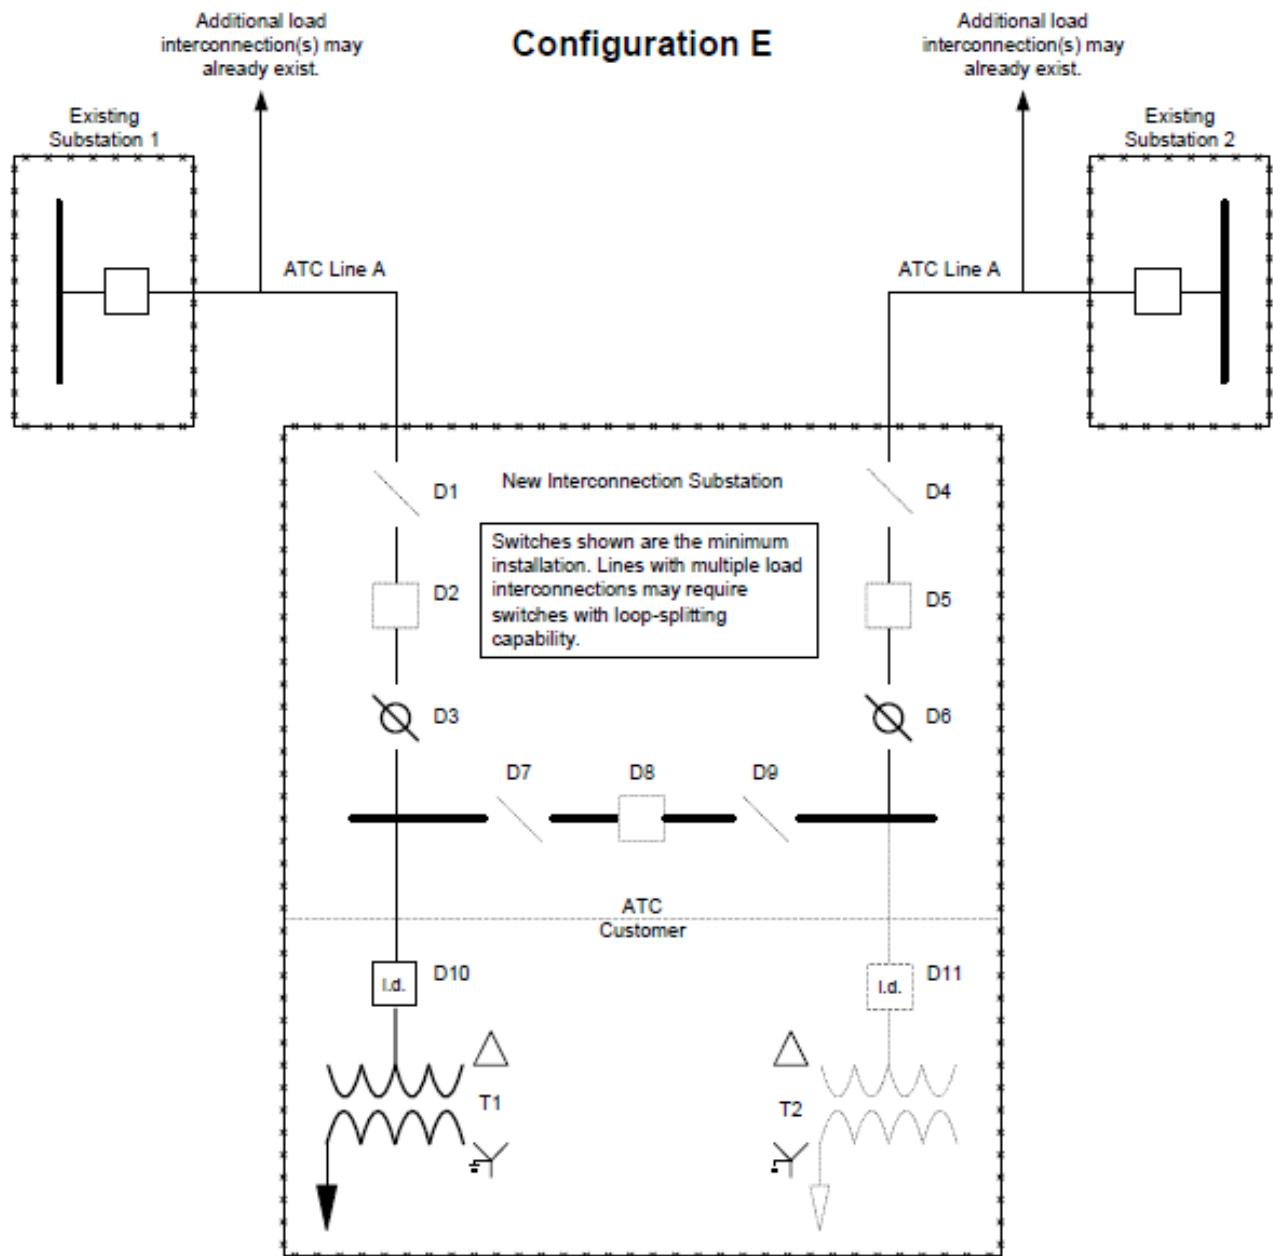 Additional load
interconnection(s) may
already exist.
Configuration E
Additional load
interconnection(s) may
already exist.
Existing
Substation 1
Existing
Substation 2
ATC Line A
ATC Line A
D1
New Interconnection Substation
D4
Switches shown are the minimum
installation. Lines with multiple load
interconnections may require
switches with loop-splitting
capability.
D2
D5
D3
D6
D7
D8
D9
ATC
Customer
I.d.
D10
I.d.
D11
T1
T2